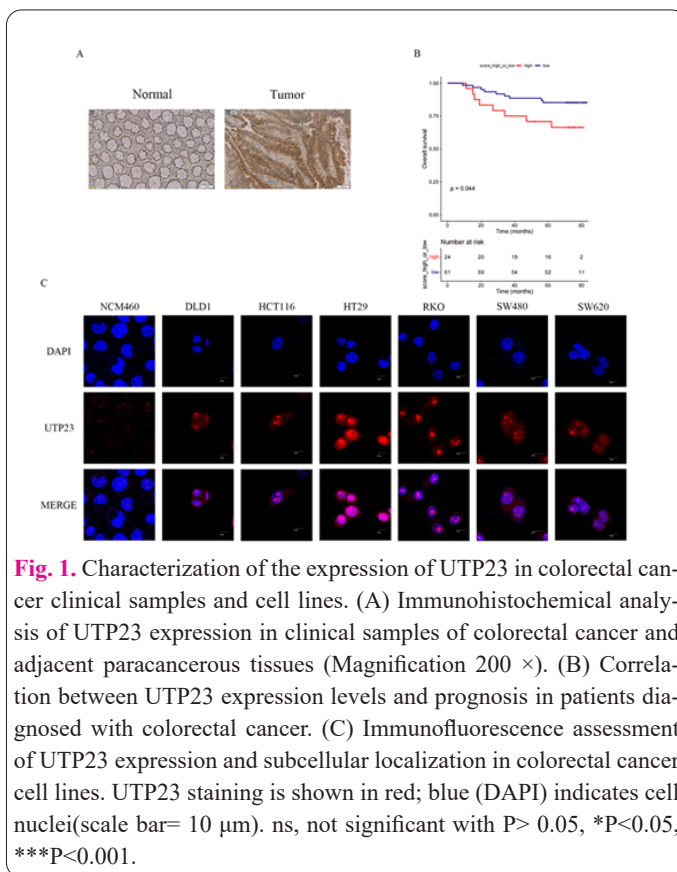 A
Normal
Tumor
B
score_high_or_low high low
1.00
0.75
0.50
0.25
0.00
Overall survival
p = 0.044
0 20 40 60 80
Time (months)
Number at risk
score_high_or_low
high 24 20 18 16 2
low 61 59 54 52 11
0 20 40 60 80
Time (months)
C
NCM460 DLD1 HCT116 HT29 RKO SW480 SW620
DAPI
UTP23
MERGE
Fig. 1. Characterization of the expression of UTP23 in colorectal can-
cer clinical samples and cell lines. (A) Immunohistochemical analy-
sis of UTP23 expression in clinical samples of colorectal cancer and
adjacent paracancerous tissues (Magnification 200 ×). (B) Correla-
tion between UTP23 expression levels and prognosis in patients dia-
gnosed with colorectal cancer. (C) Immunofluorescence assessment
of UTP23 expression and subcellular localization in colorectal cancer
cell lines. UTP23 staining is shown in red; blue (DAPI) indicates cell
nuclei(scale bar= 10 μm). ns, not significant with P> 0.05, *P<0.05,
***P<0.001.